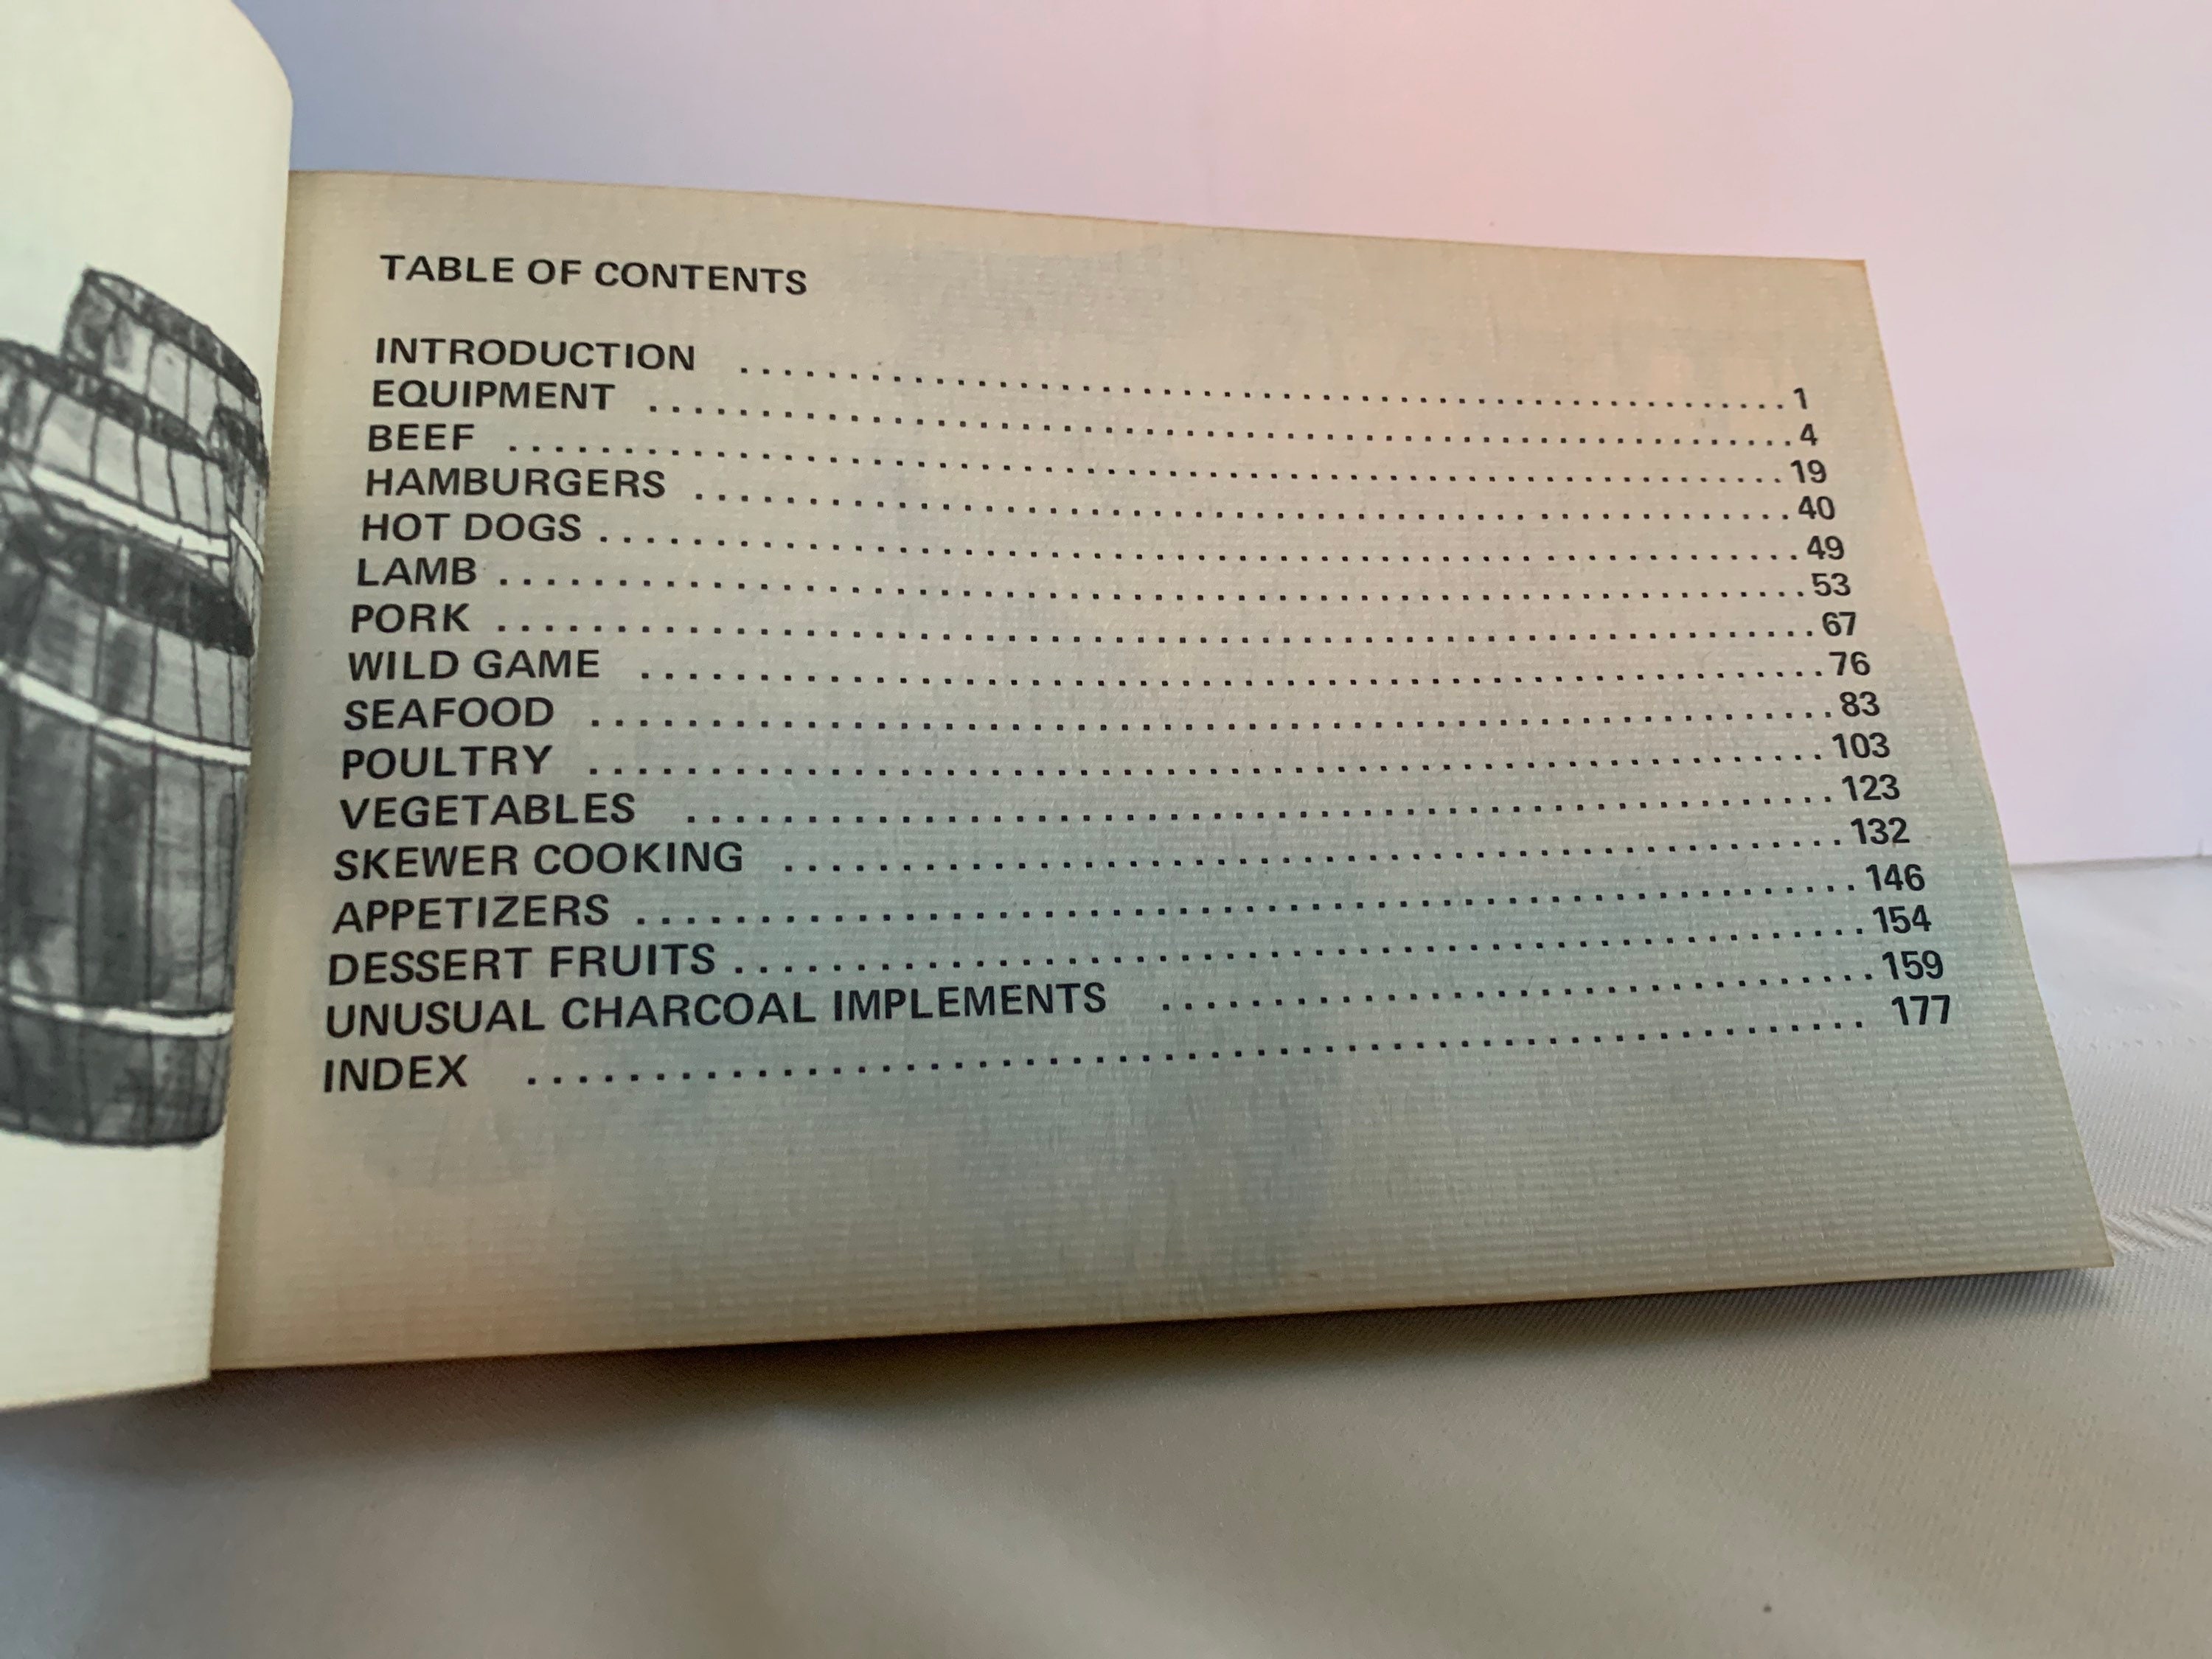 TABLE OF CONTENTS
INTRODUCTION ........................................ 1
EQUIPMENT ........................................ 4
BEEF ........................................ 19
HAMBURGERS ........................................ 40
HOT DOGS ........................................ 49
LAMB ........................................ 53
PORK ........................................ 67
WILD GAME ........................................ 76
SEAFOOD ........................................ 83
POULTRY ........................................ 103
VEGETABLES ........................................ 123
SKEWER COOKING ........................................ 132
APPETIZERS ........................................ 146
DESSERT FRUITS ........................................ 154
UNUSUAL CHARCOAL IMPLEMENTS ........................... 159
INDEX ........................................ 177